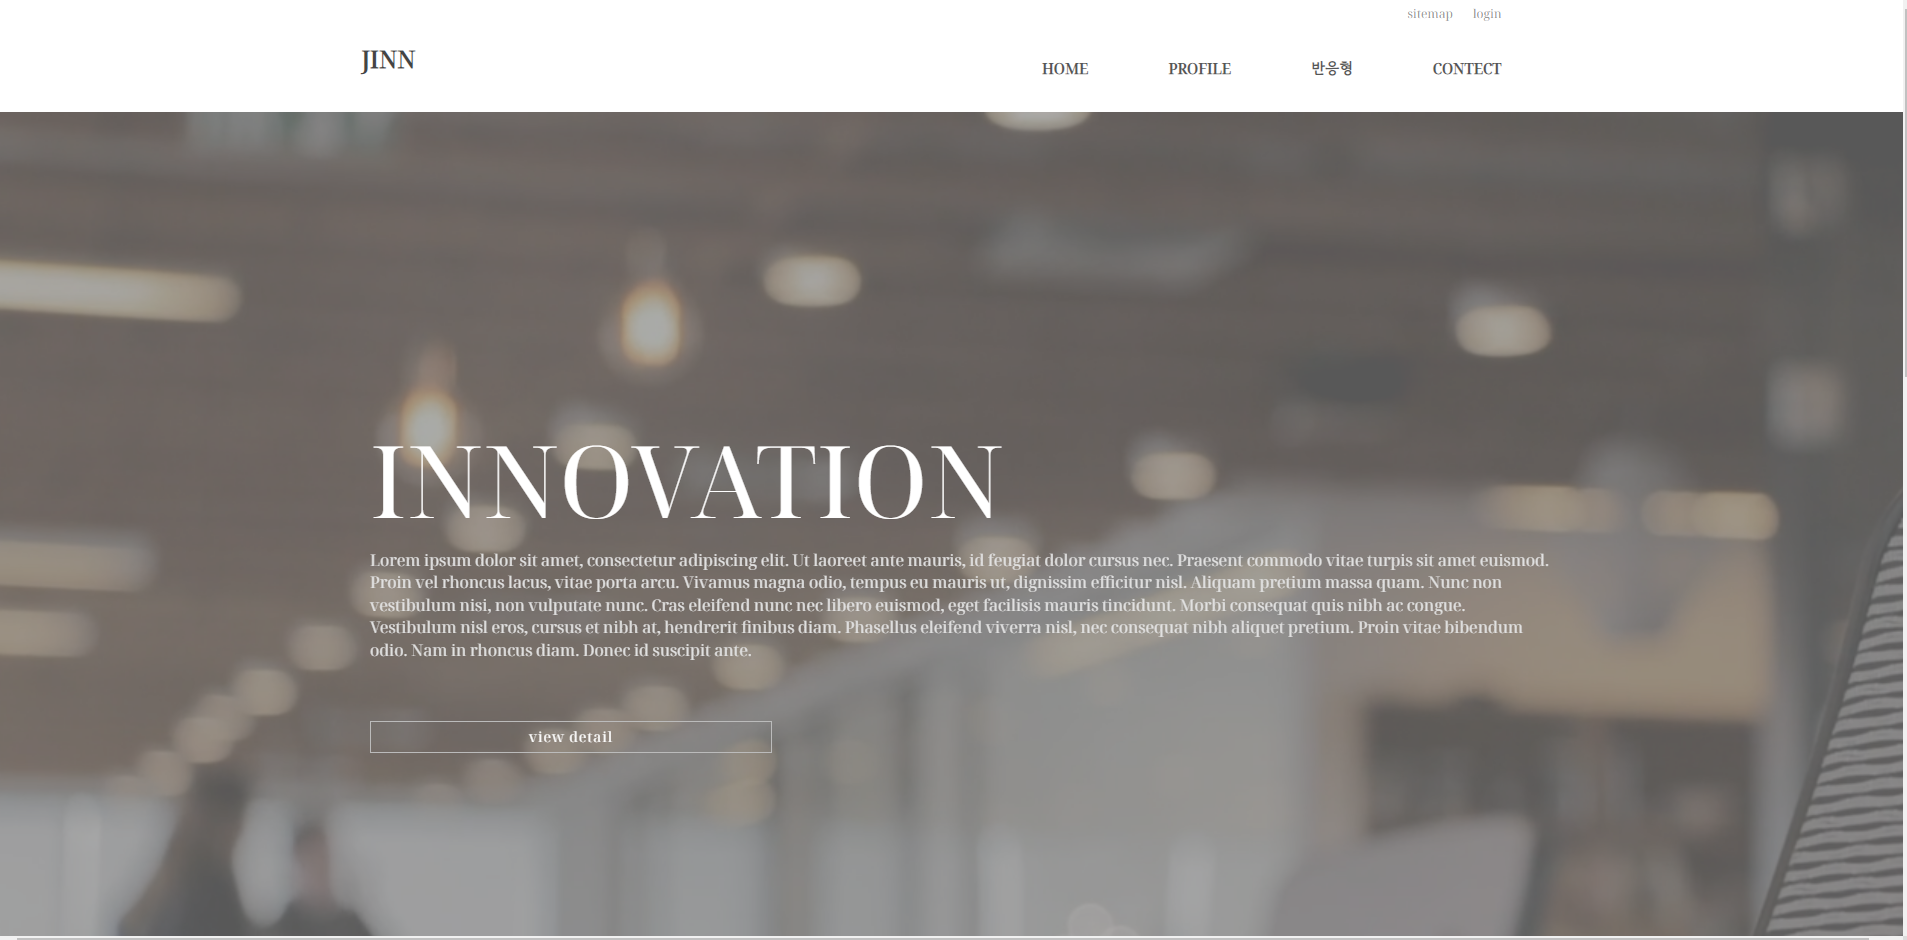 sitemap login
JINN
HOME PROFILE 반응형 CONTECT
INNOVATION
Lorem ipsum dolor sit amet, consectetur adipiscing elit. Ut laoreet ante mauris, id feugiat dolor cursus nec. Praesent commodo vitae turpis sit amet euismod.
Proin vel rhoncus lacus, vitae porta arcu. Vivamus magna odio, tempus eu mauris ut, dignissim efficitur nisl. Aliquam pretium massa quam. Nunc non
vestibulum nisi, non vulputate nunc. Cras eleifend nunc nec libero euismod, eget facilisis mauris tincidunt. Morbi consequat quis nibh ac congue.
Vestibulum nisl eros, cursus et nibh at, hendrerit finibus diam. Phasellus eleifend viverra nisl, nec consequat nibh aliquet pretium. Proin vitae bibendum
odio. Nam in rhoncus diam. Donec id suscipit ante.
view detail